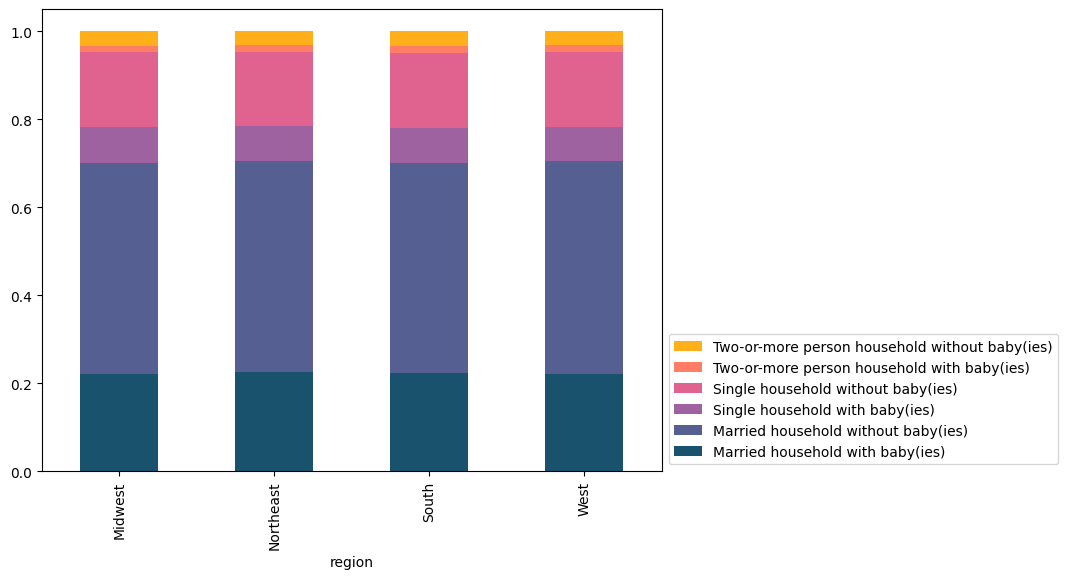 1.0
0.8
0.6
0.4
0.2
0.0
Midwest
Northeast
South
West
region
Two-or-more person household without baby(ies)
Two-or-more person household with baby(ies)
Single household without baby(ies)
Single household with baby(ies)
Married household without baby(ies)
Married household with baby(ies)